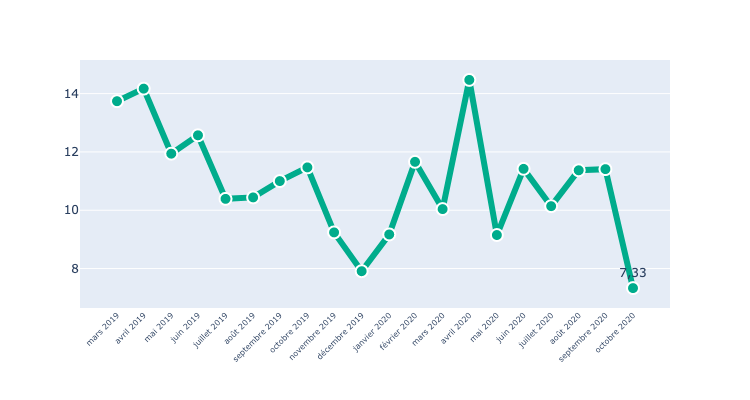 14
12
10
8
7.33
mars 2019
avril 2019
mai 2019
juin 2019
juillet 2019
août 2019
septembre 2019
octobre 2019
novembre 2019
décembre 2019
janvier 2020
février 2020
mars 2020
avril 2020
mai 2020
juin 2020
juillet 2020
août 2020
septembre 2020
octobre 2020